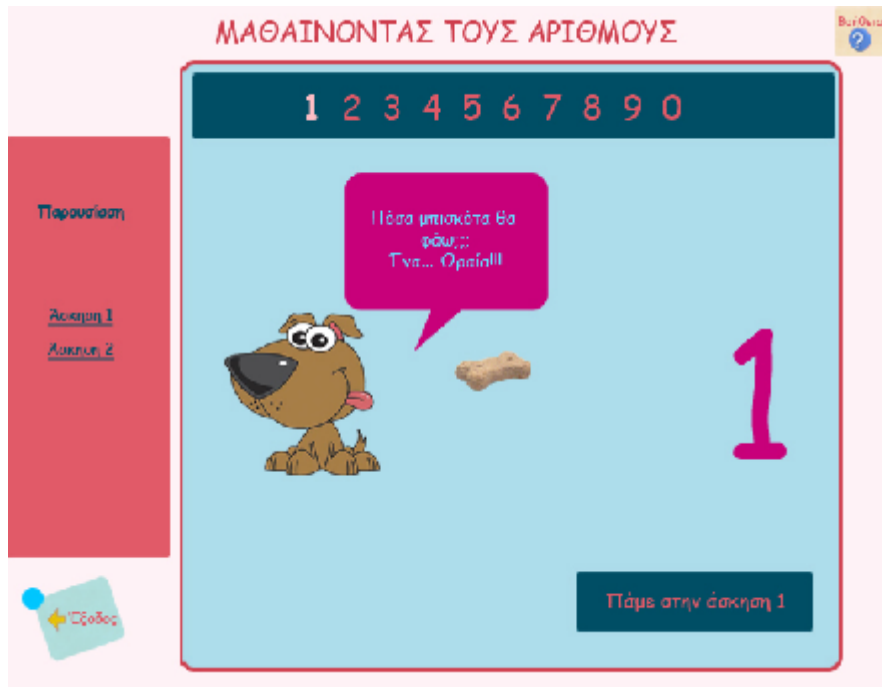 ΜΑΘΑΙΝΟΝΤΑΣ ΤΟΥΣ ΑΡΙΘΜΟΥΣ
Βοήθεια
1 2 3 4 5 6 7 8 9 0
Παρουσίαση
Άσκηση 1
Άσκηση 2
Πόσα μπισκότα θα
φάω;;;
Ένα... Ωραία!!!
1
Πάμε στην άσκηση 1
Έξοδος